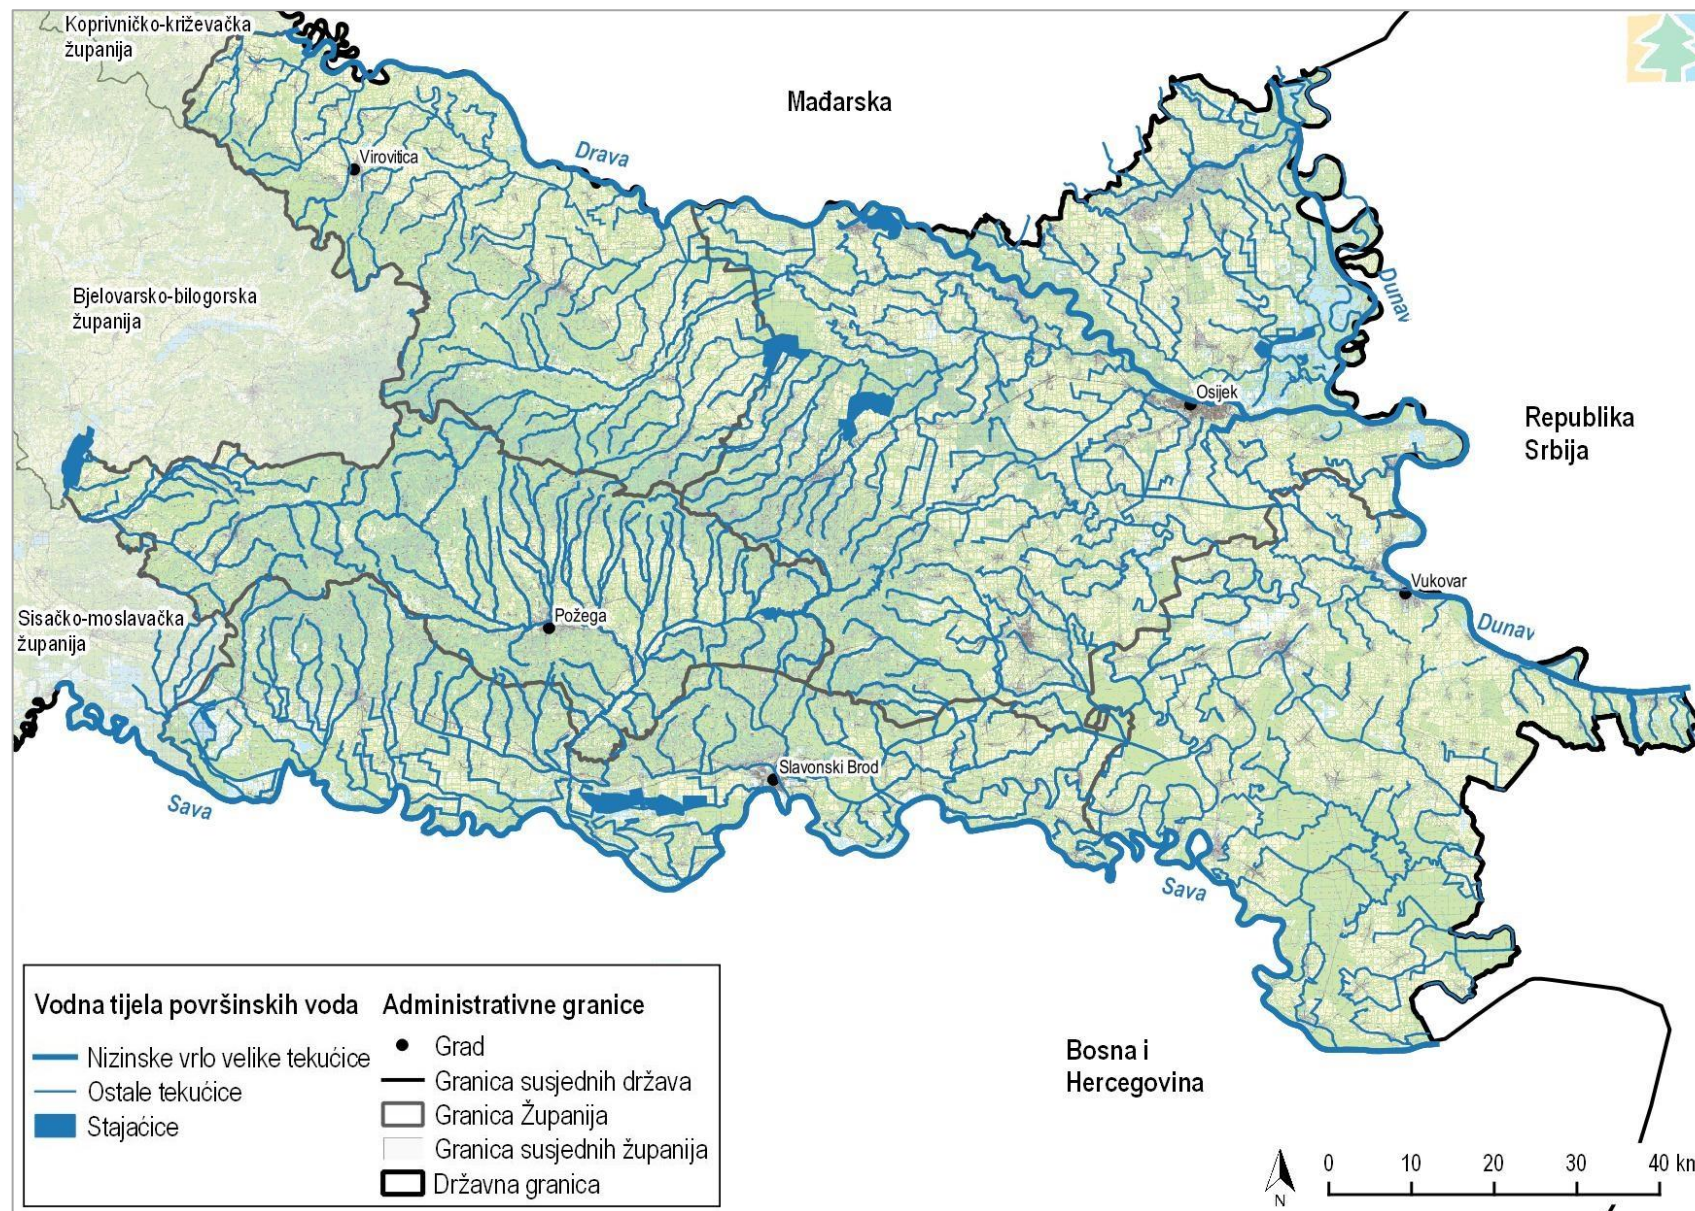 Koprivničko-križevačka
županija
Mađarska
Virovitica
Drava
Bjelovarsko-bilogorska
županija
Dunav
Osijek
Republika
Srbija
Vukovar
Požega
Sisačko-moslavačka
županija
Dunav
Slavonski Brod
Sava
Sava
Bosna i
Hercegovina
Vodna tijela površinskih voda
Nizinske vrlo velike tekućice
Ostale tekućice
Stajaćice
Administrativne granice
Grad
Granica susjednih država
Granica Županija
Granica susjednih županija
Državna granica
N
0 10 20 30 40 km